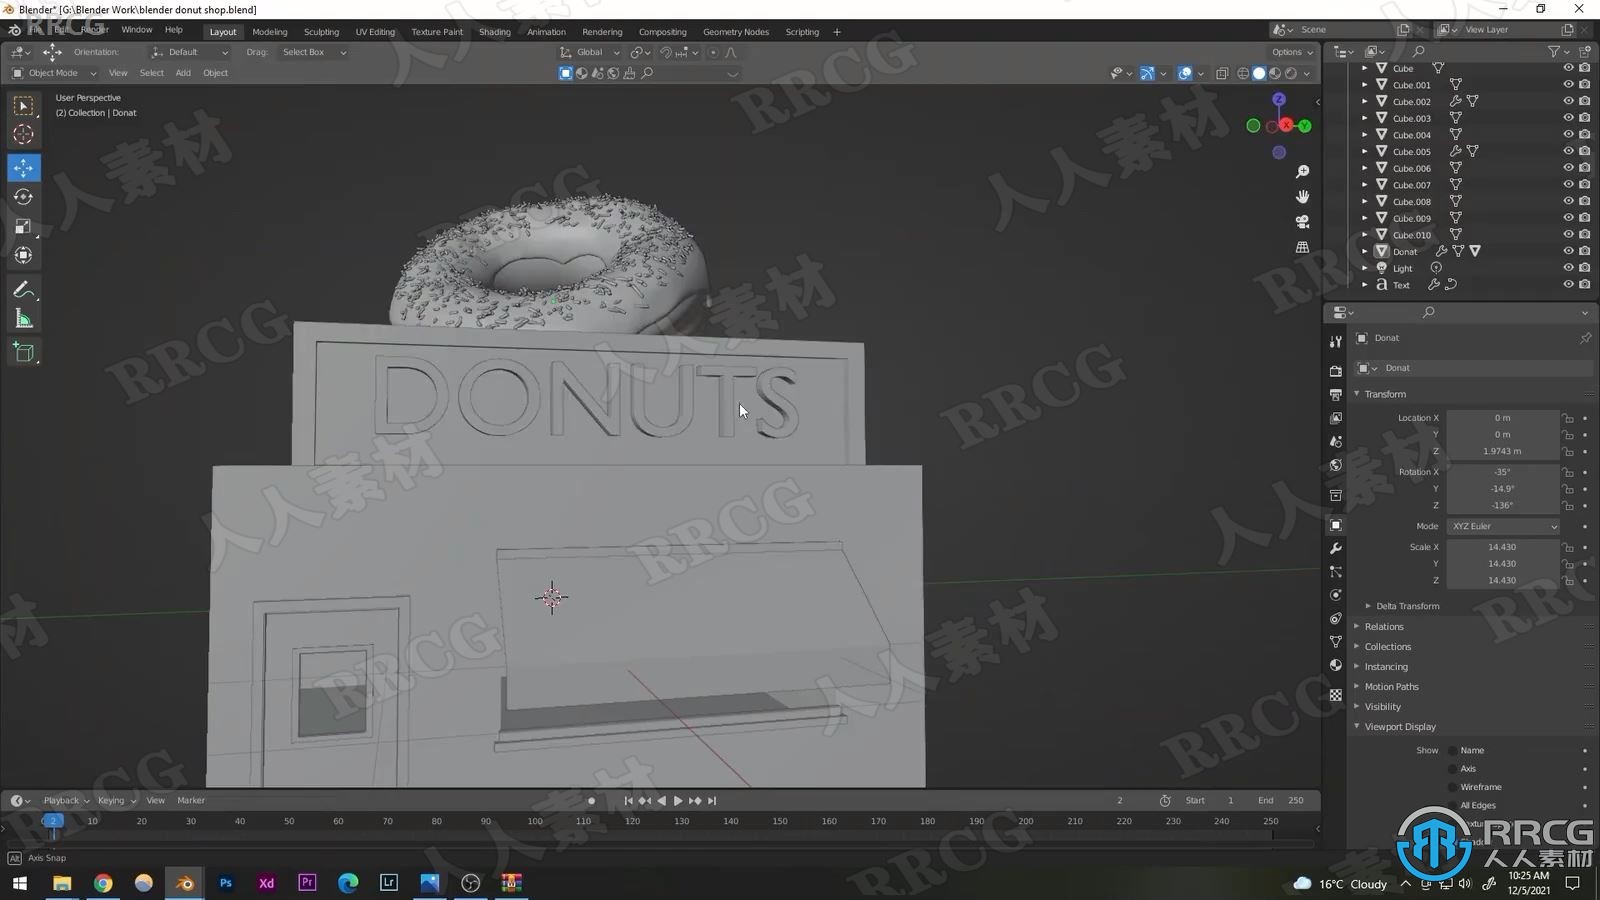 Blender* [G:\Blender Work\blender donut shop.blend]
Render Window Help Layout Modeling Sculpting UV Editing Texture Paint Shading Animation Rendering Compositing Geometry Nodes Scripting + Scene View Layer
Orientation: Default Drag: Select Box Global Options
Object Mode View Select Add Object
User Perspective
(2) Collection | Donat
Z
X
Y
DONUTS
Cube
Cube.001
Cube.002
Cube.003
Cube.004
Cube.005
Cube.006
Cube.007
Cube.008
Cube.009
Cube.010
Donat
Light
Text
Donat
Donat
Transform
Location X 0 m
Y 0 m
Z 1.9743 m
Rotation X -35°
Y -14.9°
Z -136°
Mode XYZ Euler
Scale X 14.430
Y 14.430
Z 14.430
Delta Transform
Relations
Collections
Instancing
Motion Paths
Visibility
Viewport Display
Show Name
Axis
Wireframe
All Edges
Playback Keying View Marker 2 Start 1 End 250
2 10 20 30 40 50 60 70 80 90 100 110 120 130 140 150 160 170 180 190 200 210 220 230 240 250
Alt Axis Snap
Ps Xd Pr Lr
16°C Cloudy
10:25 AM
12/5/2021
RRCG
人人素材